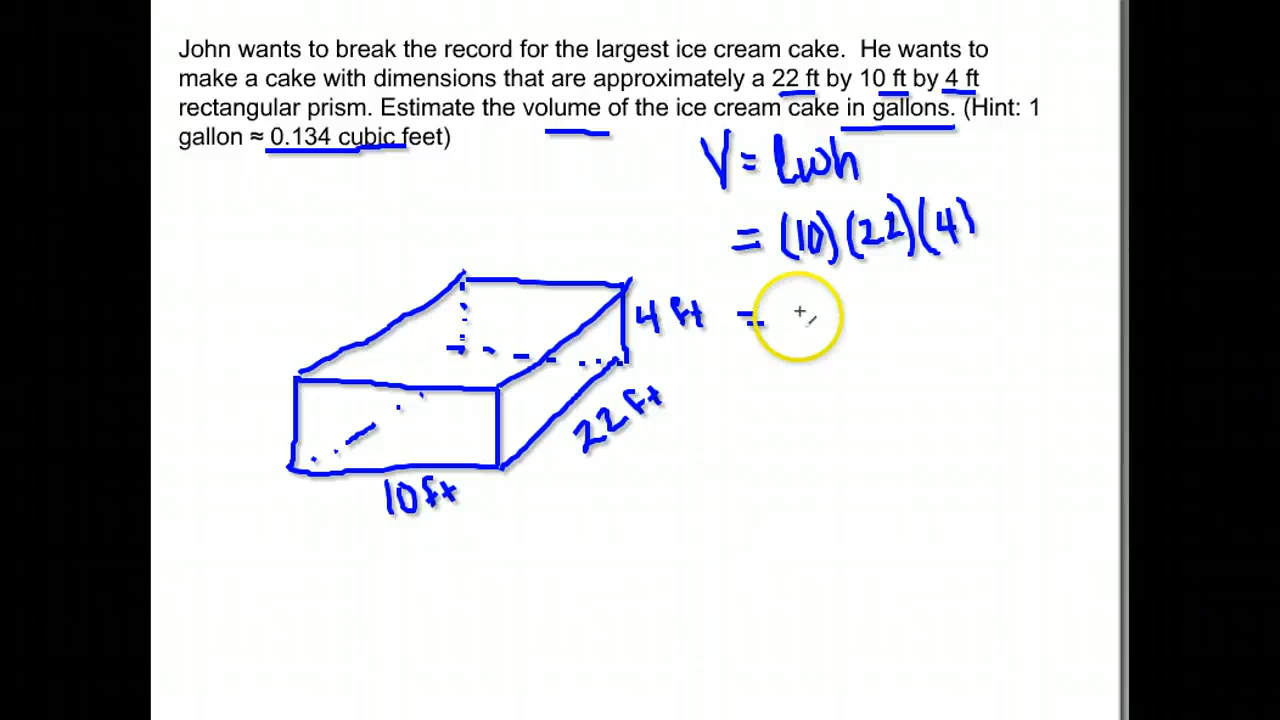 John wants to break the record for the largest ice cream cake. He wants to
make a cake with dimensions that are approximately a 22 ft by 10 ft by 4 ft
rectangular prism. Estimate the volume of the ice cream cake in gallons. (Hint: 1
gallon ≈ 0.134 cubic feet)
V = lwh
= (10)(22)(4)
4 ft =
22 ft
10 ft